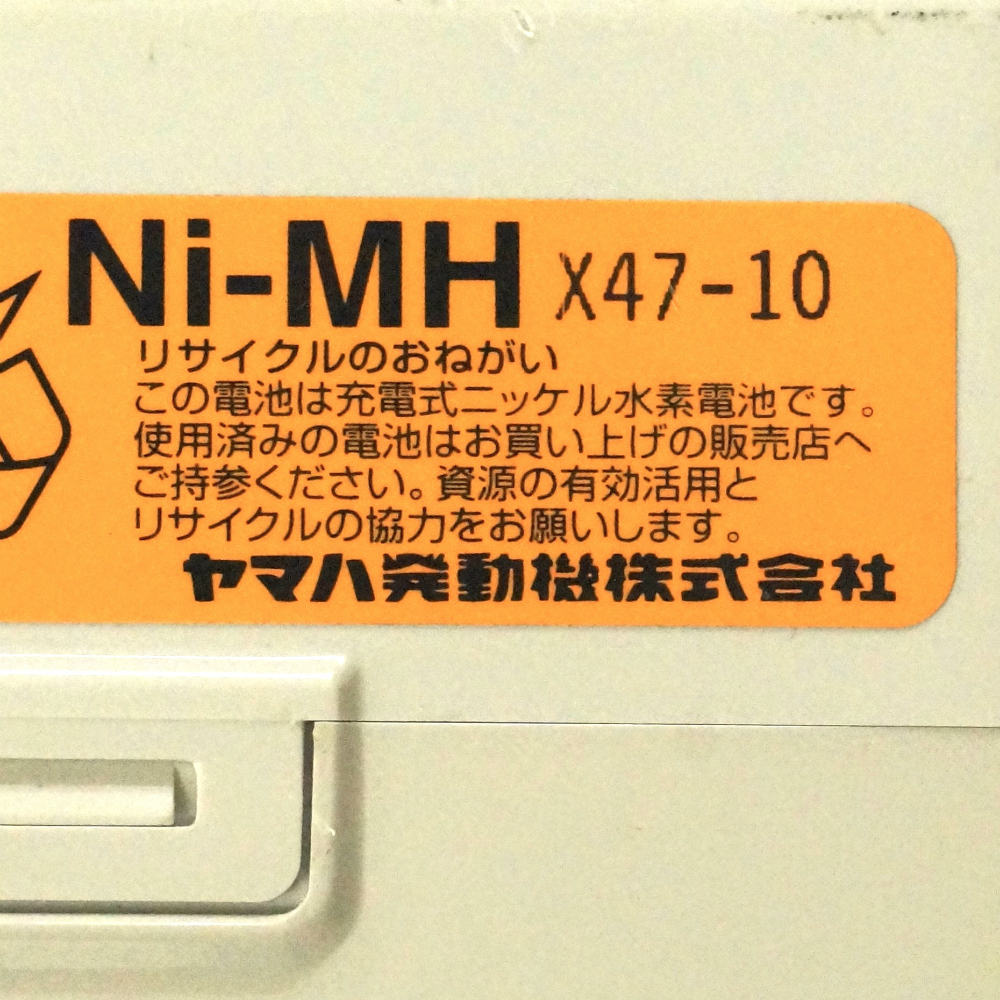 Ni-MH X47-10
リサイクルのおねがい
この電池は充電式ニッケル水素電池です。
使用済みの電池はお買い上げの販売店へ
ご持参ください。資源の有効活用と
リサイクルの協力をお願いします。
ヤマハ発動機株式会社